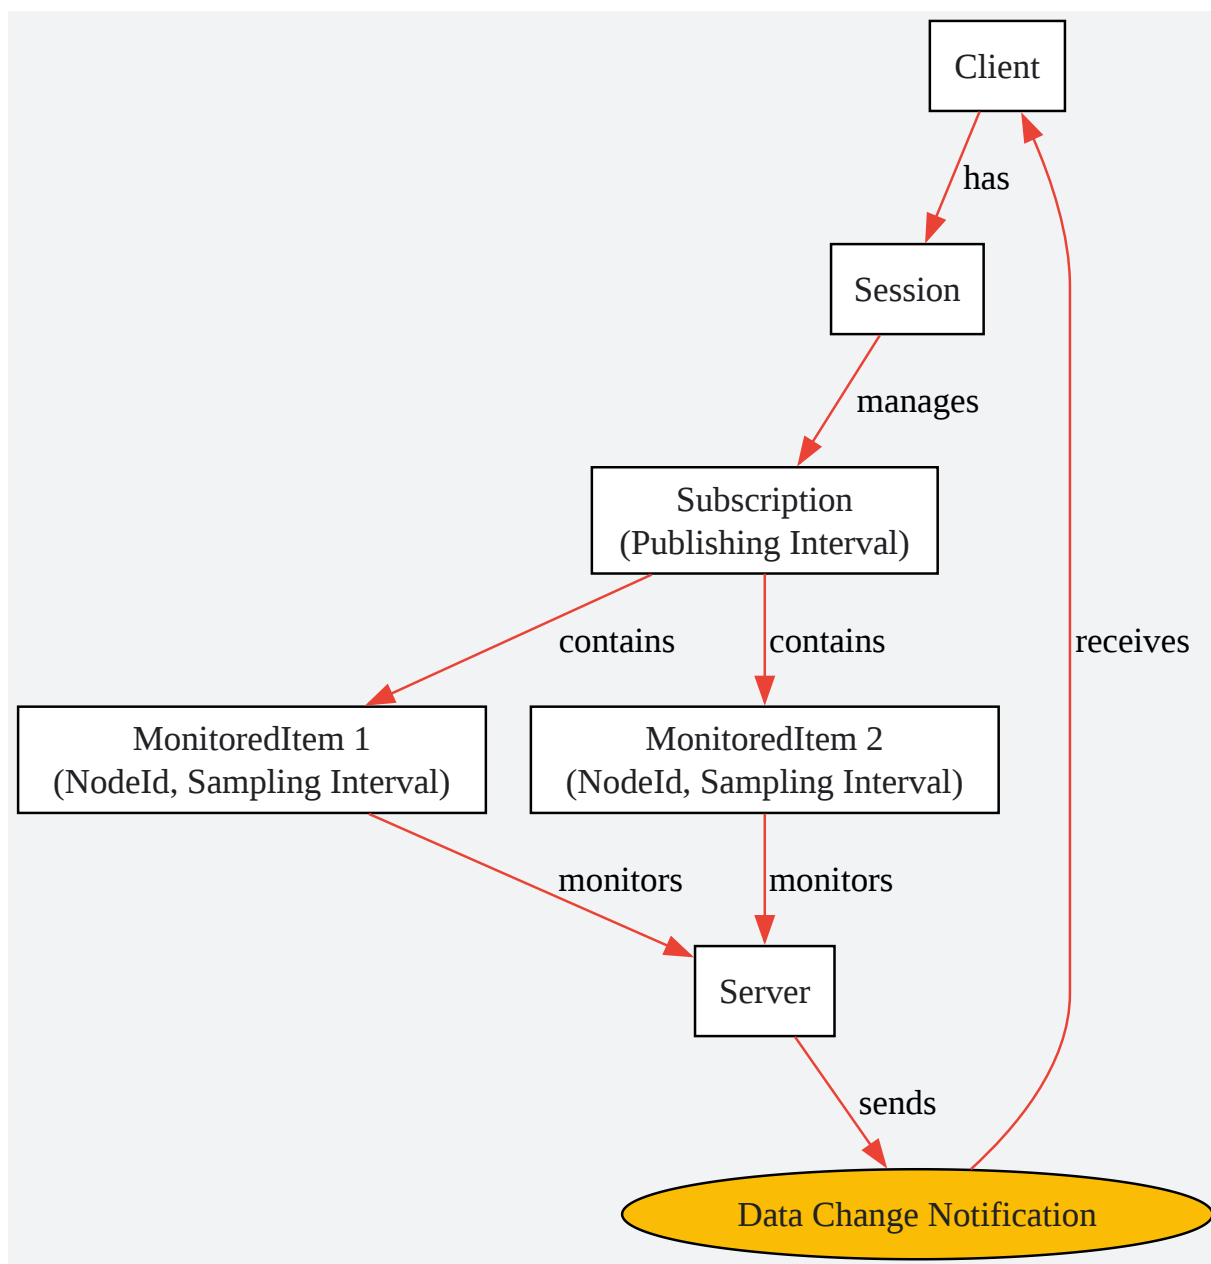 Client
has
Session
manages
Subscription
(Publishing Interval)
contains
contains
receives
MonitoredItem 1
(NodeId, Sampling Interval)
MonitoredItem 2
(NodeId, Sampling Interval)
monitors
monitors
Server
sends
Data Change Notification